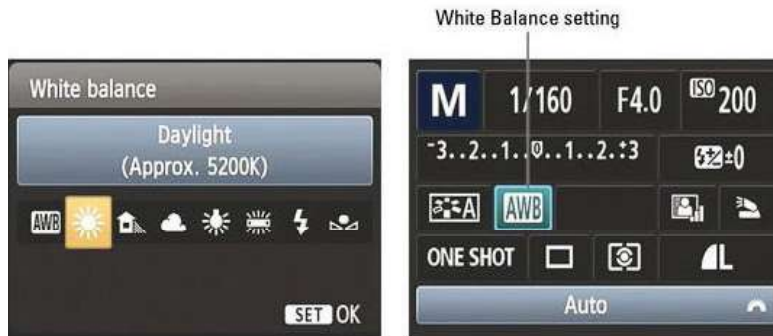 White Balance setting
White balance
Daylight
(Approx. 5200K)
AWB
SET OK
M 1/160 F4.0 ISO 200
-3..2..1..0..1..2.:+3 ±0
A AWB
ONE SHOT L
Auto